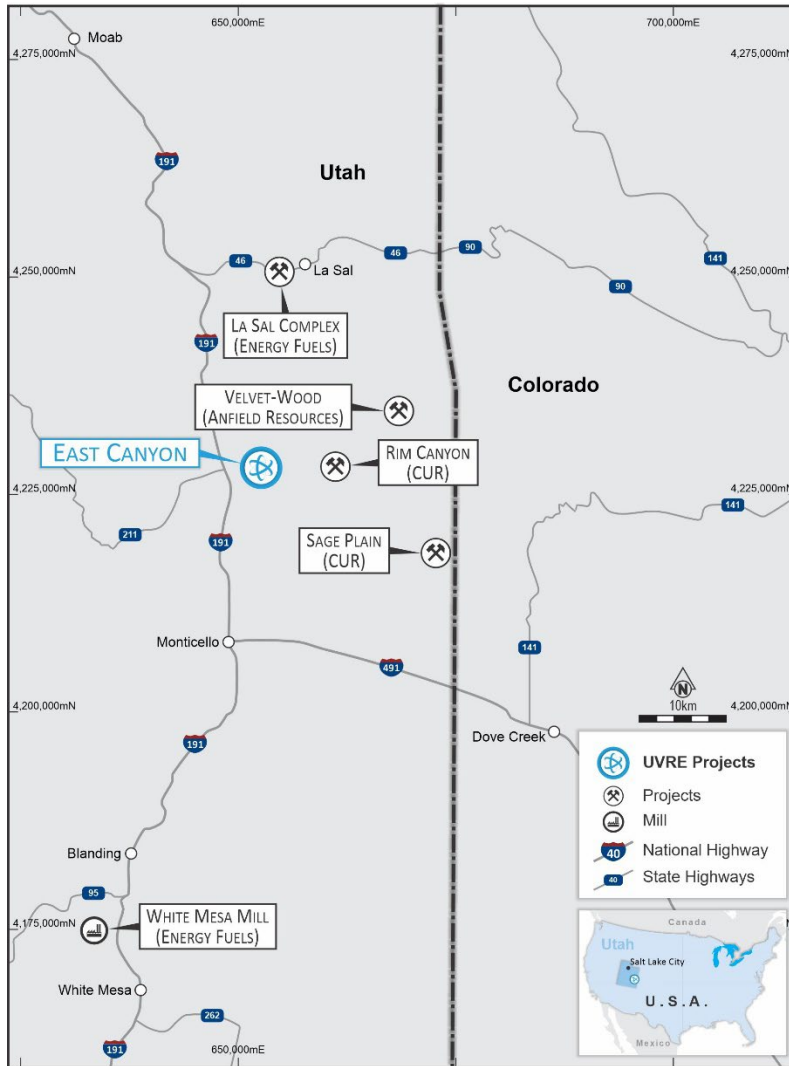 650,000mE
700,000mE
Moab
4,275,000mN
4,275,000mN
191
Utah
46
La Sal
46
90
141
4,250,000mN
90
4,250,000mN
LA SAL COMPLEX
(ENERGY FUELS)
191
Colorado
VELVET-WOOD
(ANFIELD RESOURCES)
EAST CANYON
RIM CANYON
(CUR)
4,225,000mN
4,225,000mN
141
211
191
SAGE PLAIN
(CUR)
Monticello
141
491
N
10km
4,200,000mN
4,200,000mN
191
Dove Creek
UVRE Projects
Projects
Mill
40
National Highway
40
State Highways
Blanding
95
WHITE MESA MILL
(ENERGY FUELS)
4,175,000mN
Canada
Utah
Salt Lake City
U.S.A.
Mexico
White Mesa
262
191
650,000mE